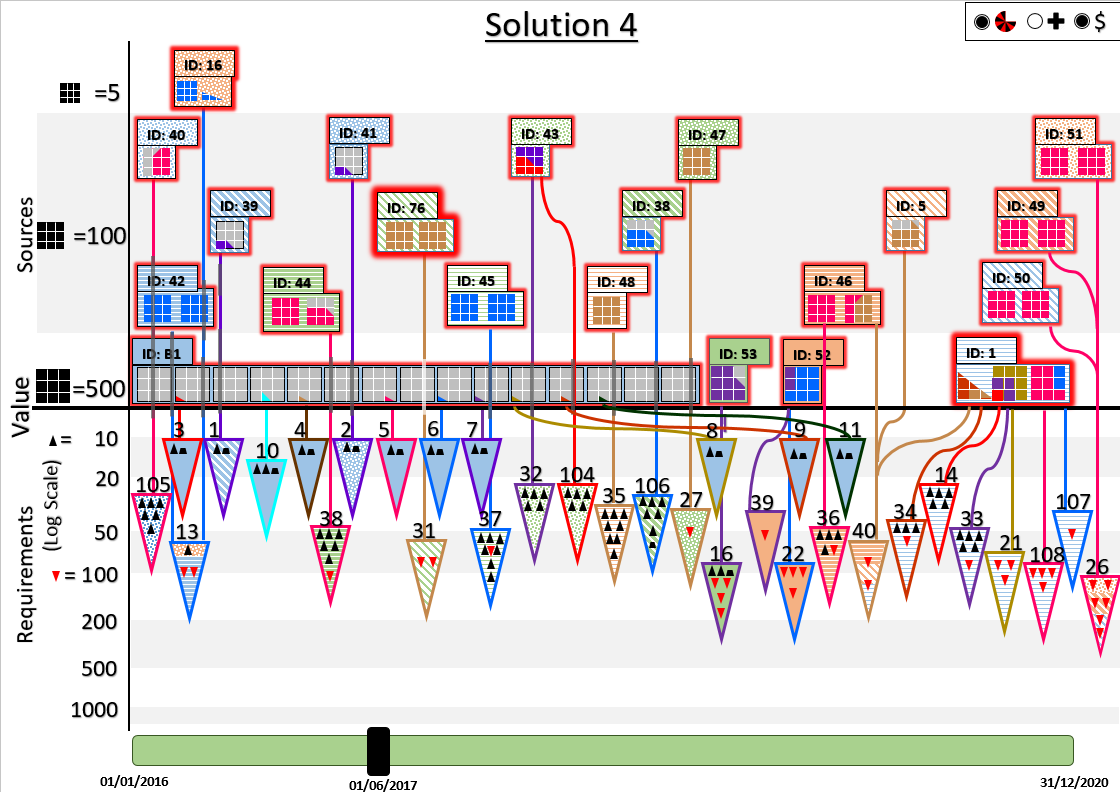 Solution 4
$
=5
ID: 16
ID: 40
ID: 41
ID: 43
ID: 47
ID: 51
ID: 39
ID: 76
ID: 38
ID: 5
ID: 49
Sources
=100
ID: 42
ID: 44
ID: 45
ID: 48
ID: 46
ID: 50
ID: B1
ID: 53
ID: 52
ID: 1
=500
Value
3
1
10
4
2
5
6
7
8
9
11
▲=
10
20
50
▼= 100
200
500
1000
Requirements
(Log Scale)
105
13
38
31
37
32
104
35
106
27
16
39
22
36
40
34
14
33
21
108
107
26
01/01/2016
01/06/2017
31/12/2020